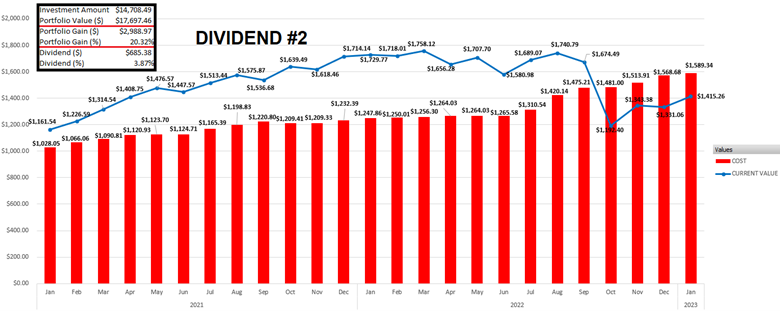 Investment Amount $14,708.49
Portfolio Value ($) $17,697.46
Portfolio Gain ($) $2,988.97
Portfolio Gain (%) 20.32%
Dividend ($) $685.38
Dividend (%) 3.87%
DIVIDEND #2
$2,000.00
$1,800.00
$1,600.00
$1,400.00
$1,200.00
$1,000.00
$800.00
$600.00
$400.00
$200.00
$0.00
$1,161.54 $1,226.59 $1,314.54 $1,408.75 $1,476.57 $1,447.57 $1,513.44 $1,575.87 $1,536.68 $1,639.49 $1,618.46 $1,714.14 $1,729.77 $1,718.01 $1,758.12 $1,656.28 $1,707.70 $1,580.98 $1,689.07 $1,740.79 $1,674.49 $1,331.06 $1,415.26
$1,028.05 $1,066.06 $1,090.81 $1,120.93 $1,123.70 $1,124.71 $1,165.39 $1,198.83 $1,220.80 $1,209.41 $1,209.33 $1,232.39 $1,247.86 $1,250.01 $1,256.30 $1,264.03 $1,264.03 $1,265.58 $1,310.54 $1,420.14 $1,475.21 $1,481.00 $1,513.91 $1,568.68 $1,589.34
Jan Feb Mar Apr May Jun Jul Aug Sep Oct Nov Dec Jan Feb Mar Apr May Jun Jul Aug Sep Oct Nov Dec Jan
2021 2022 2023
Values
COST
CURRENT VALUE